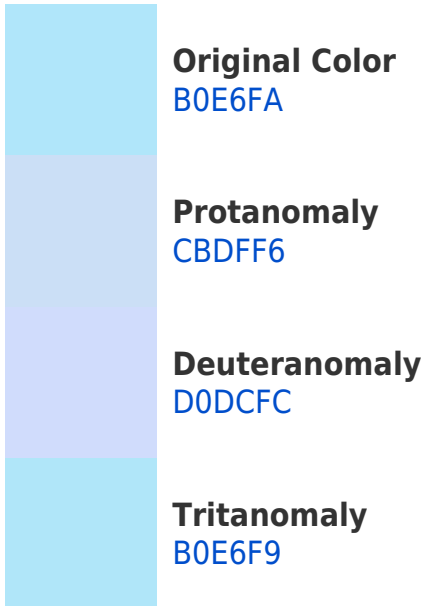 Original Color
B0E6FA
Protanomaly
CBDFF6
Deuteranomaly
D0DCFC
Tritanomaly
B0E6F9